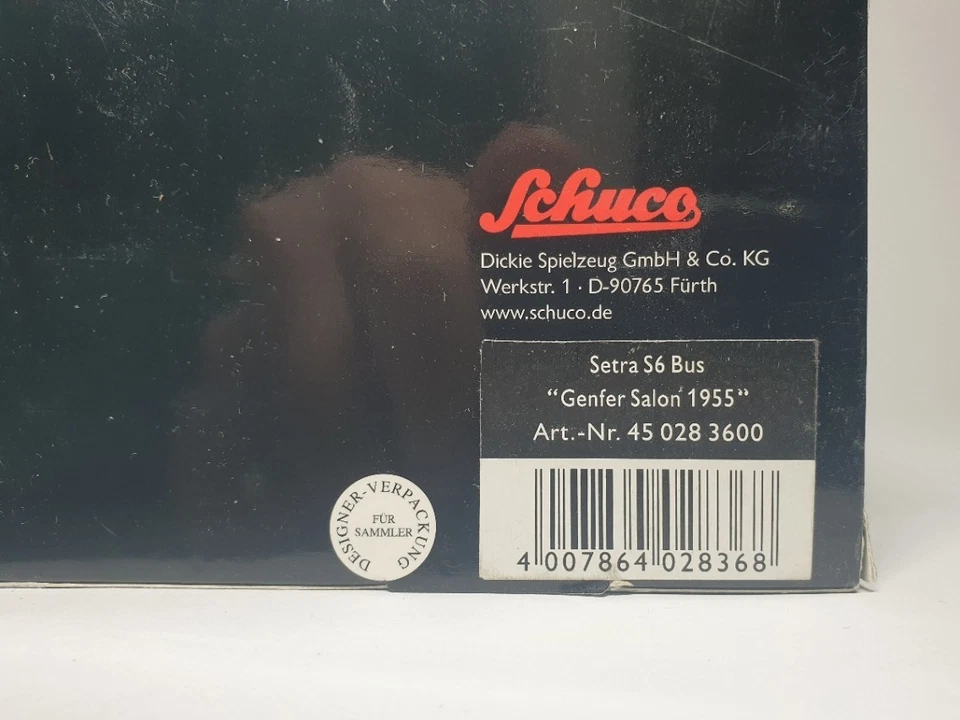 Schuco
Dickie Spielzeug GmbH & Co. KG
Werkstr. 1 · D-90765 Fürth
www.schuco.de
Setra S6 Bus
“Genfer Salon 1955”
Art.-Nr. 45 028 3600
4 007864 028368
DESIGNER-VERPACKUNG
FÜR
SAMMLER